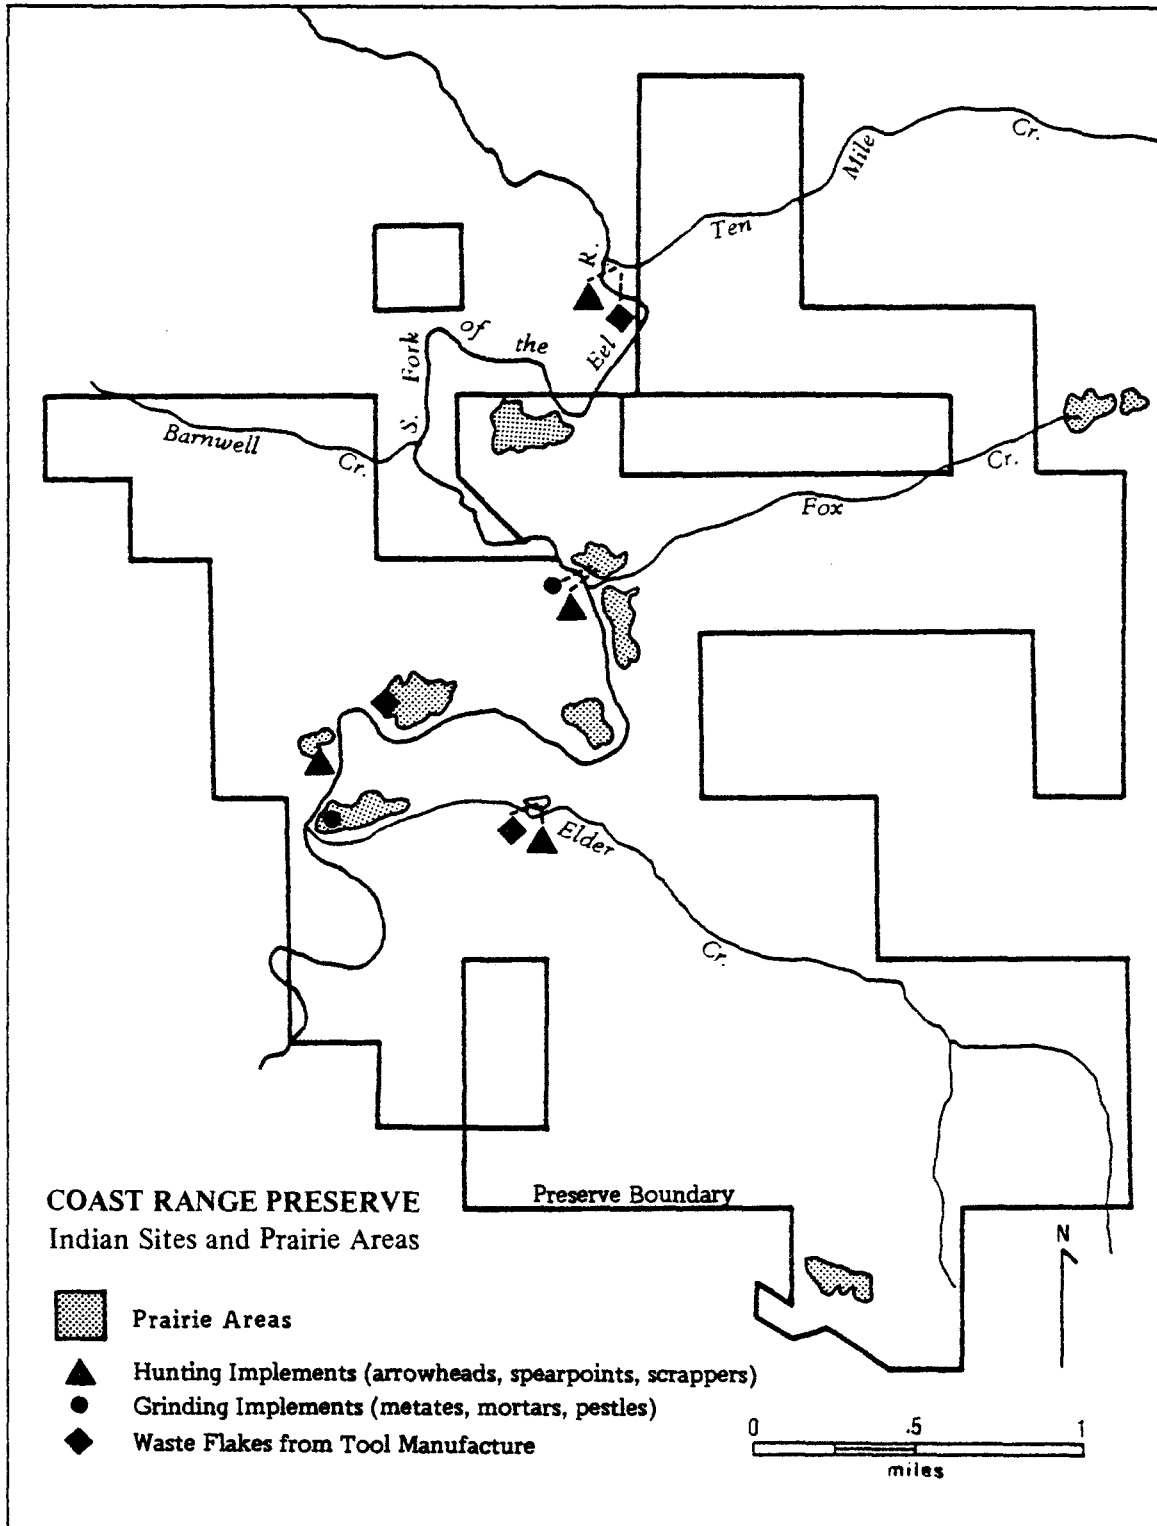 Cr.
Mile
Ten
R.
of
the
Eel
S. Fork
Barnwell
Cr.
Cr.
Fox
Elder
Cr.
COAST RANGE PRESERVE
Indian Sites and Prairie Areas
Preserve Boundary
N
Prairie Areas
Hunting Implements (arrowheads, spearpoints, scrappers)
Grinding Implements (metates, mortars, pestles)
Waste Flakes from Tool Manufacture
0 .5 1
miles